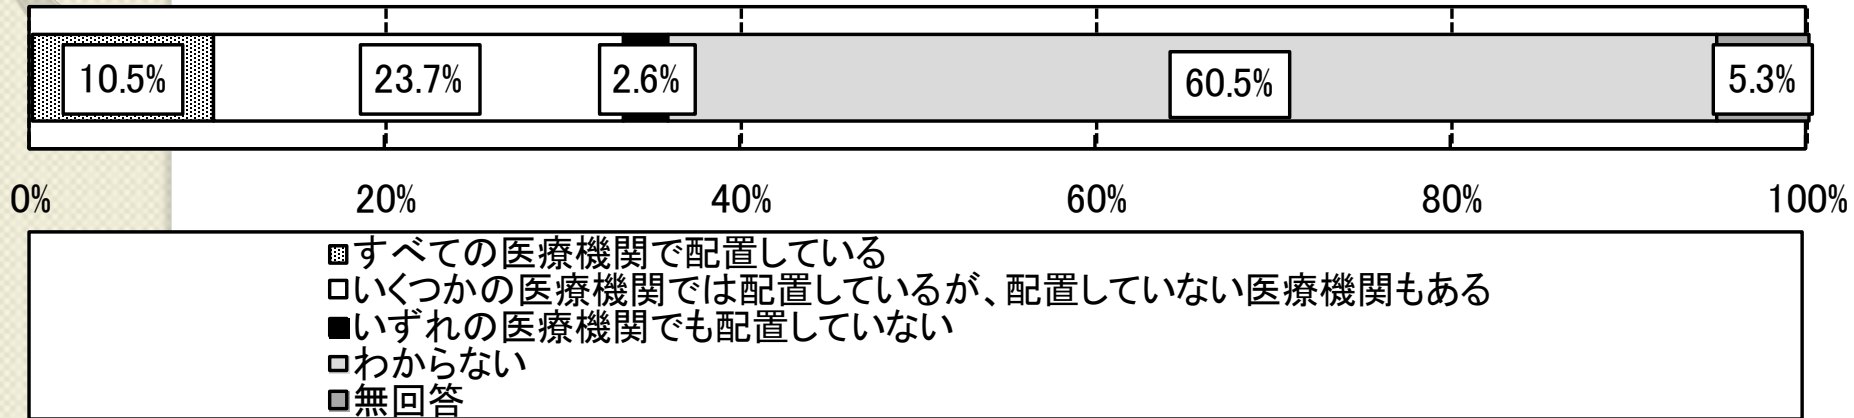 10.5% 23.7% 2.6% 60.5% 5.3%
0% 20% 40% 60% 80% 100%
すべての医療機関で配置している
いくつかの医療機関では配置しているが、配置していない医療機関もある
いずれの医療機関でも配置していない
わからない
無回答